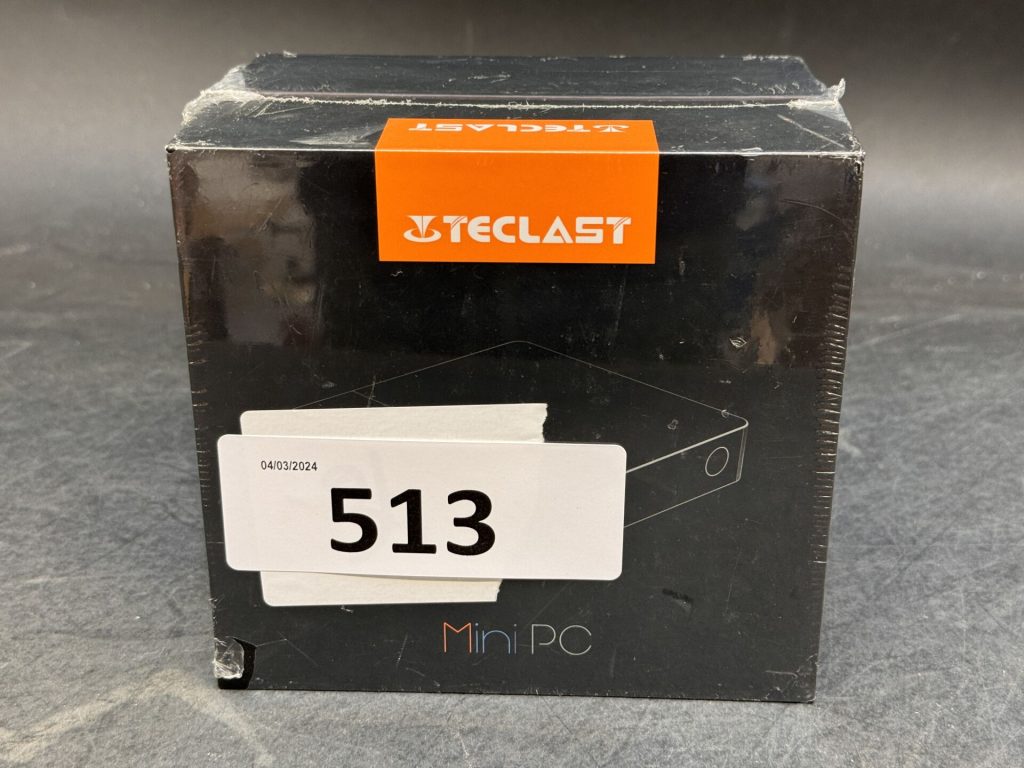 TECLAST
TECLAST
04/03/2024
513
Mini PC